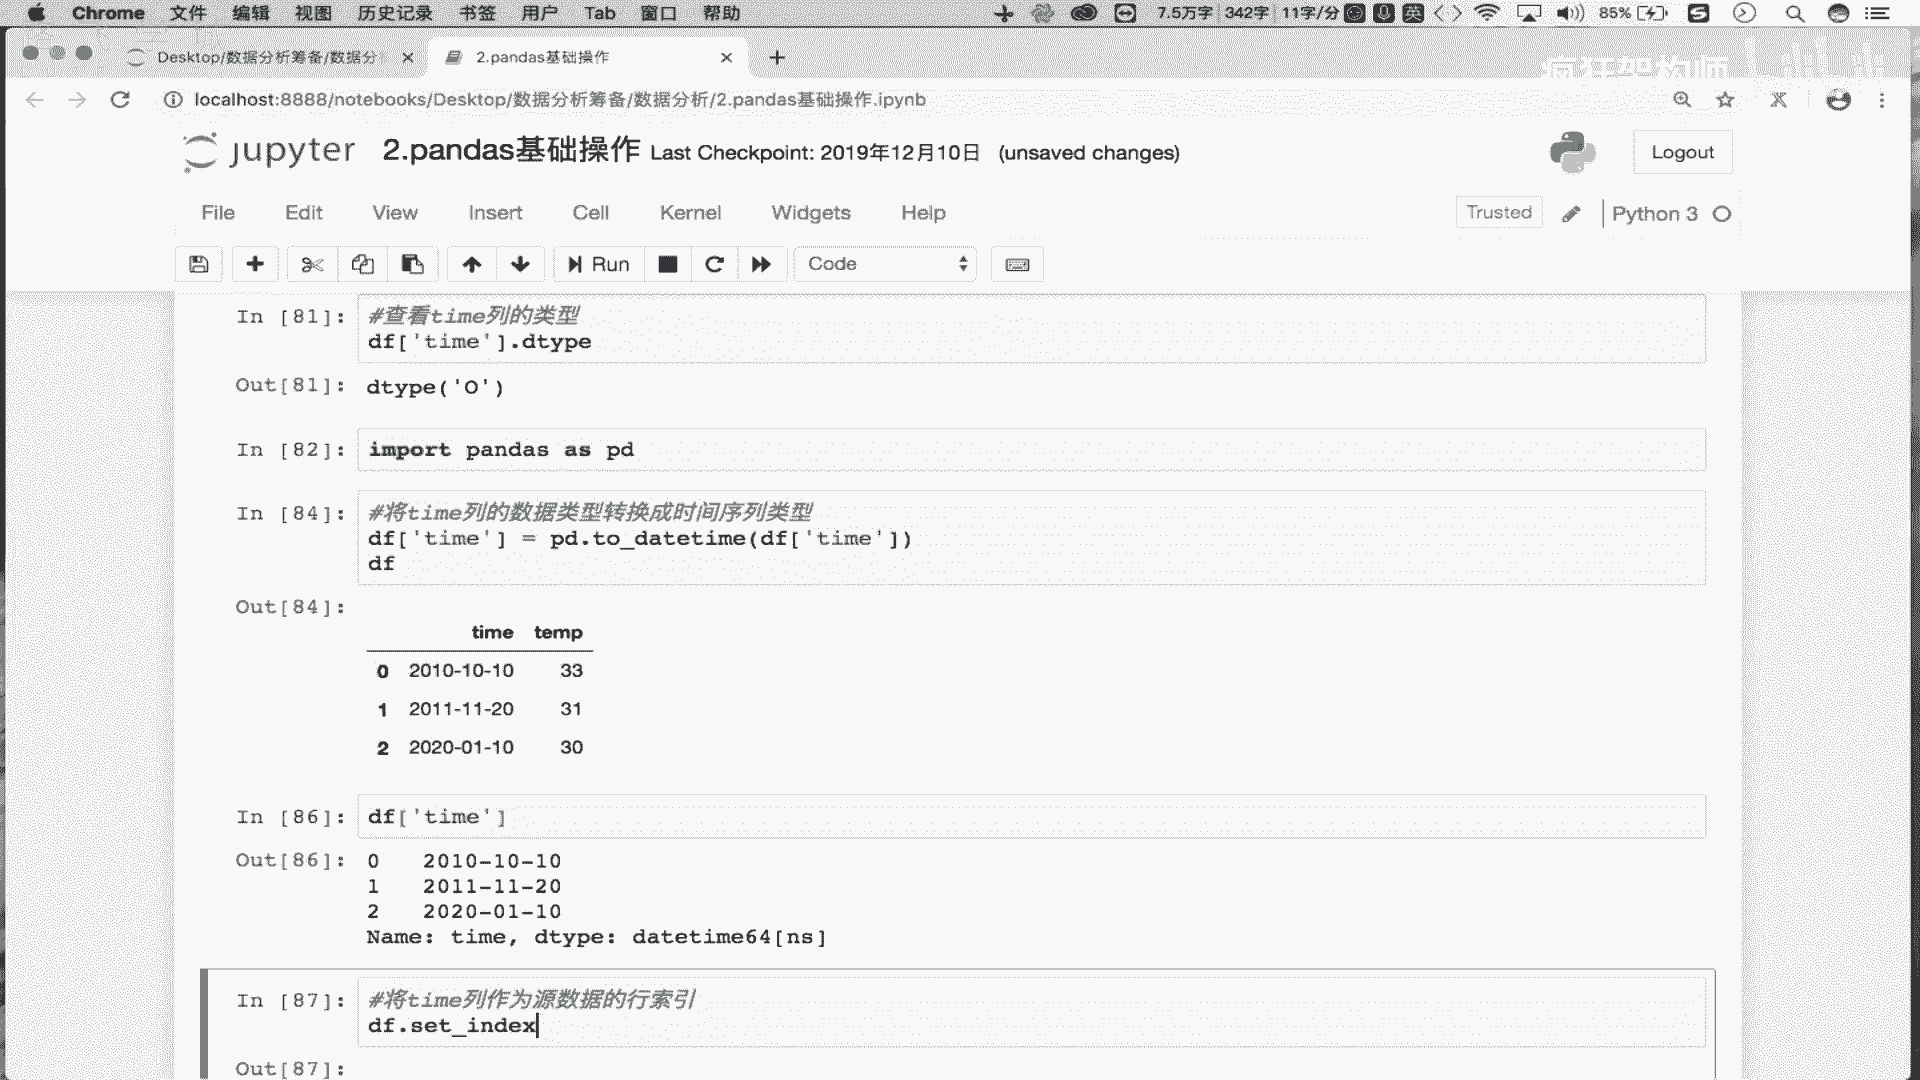 Chrome 文件 编辑 视图 历史记录 书签 用户 Tab 窗口 帮助 7.5万字 342字 11字/分 英 85%
Desktop/数据分析筹备/数据分 2.pandas基础操作
疯狂架构师
localhost:8888/notebooks/Desktop/数据分析筹备/数据分析/2.pandas基础操作.ipynb
jupyter 2.pandas基础操作 Last Checkpoint: 2019年12月10日 (unsaved changes) Logout
File Edit View Insert Cell Kernel Widgets Help Trusted Python 3
Run Code
In [81]: #查看time列的类型
df['time'].dtype
Out[81]: dtype('O')
In [82]: import pandas as pd
In [84]: #将time列的数据类型转换成时间序列类型
df['time'] = pd.to_datetime(df['time'])
df
Out[84]:
time temp
0 2010-10-10 33
1 2011-11-20 31
2 2020-01-10 30
In [86]: df['time']
Out[86]: 0 2010-10-10
1 2011-11-20
2 2020-01-10
Name: time, dtype: datetime64[ns]
In [87]: #将time列作为源数据的行索引
df.set_index
Out[87]: